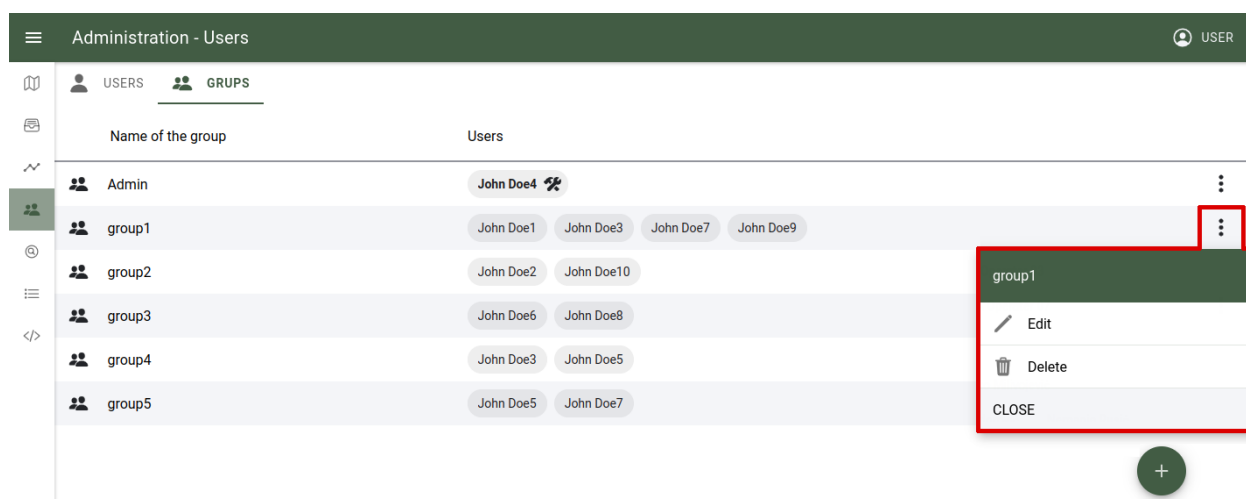 Administration - Users USER
USERS GRUPS
Name of the group Users
Admin John Doe4
group1 John Doe1 John Doe3 John Doe7 John Doe9
group2 John Doe2 John Doe10
group1
group3 John Doe6 John Doe8
Edit
group4 John Doe3 John Doe5
Delete
group5 John Doe5 John Doe7
CLOSE